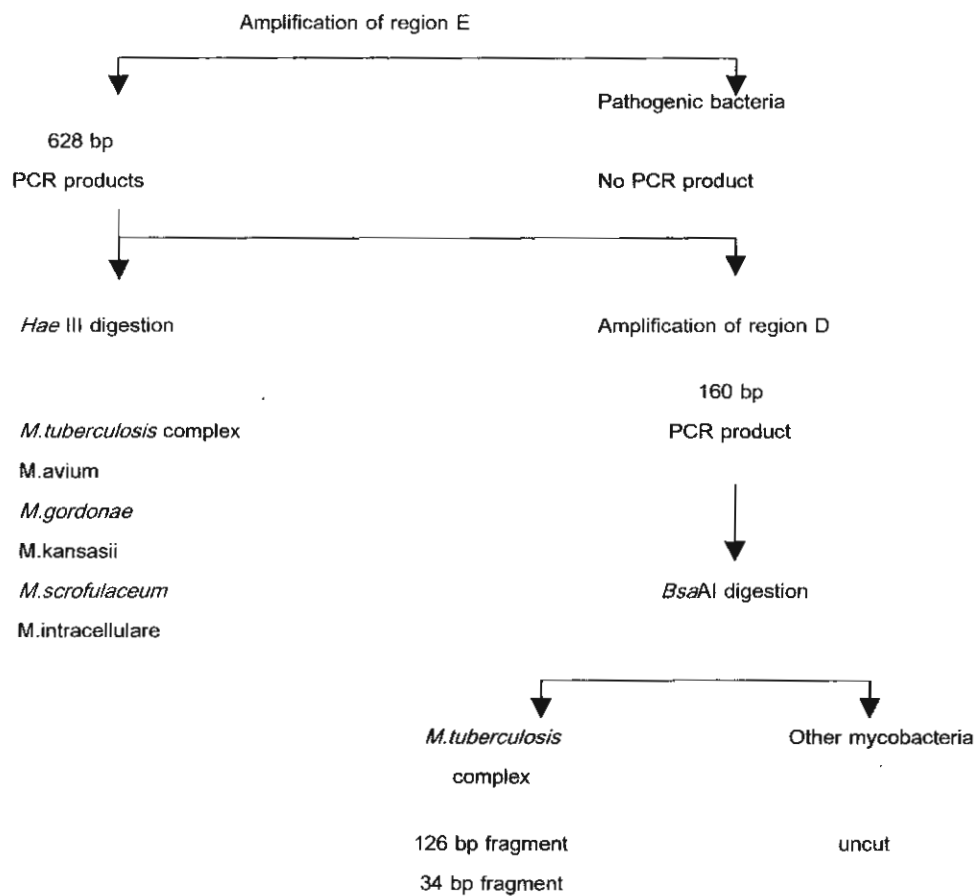 Amplification of region E
628 bp
PCR products
Pathogenic bacteria
No PCR product
Hae III digestion
M.tuberculosis complex
M.avium
M.gordonae
M.kansasii
M.scrofulaceum
M.intracellulare
Amplification of region D
160 bp
PCR product
BsaAI digestion
M.tuberculosis
complex
126 bp fragment
34 bp fragment
Other mycobacteria
uncut